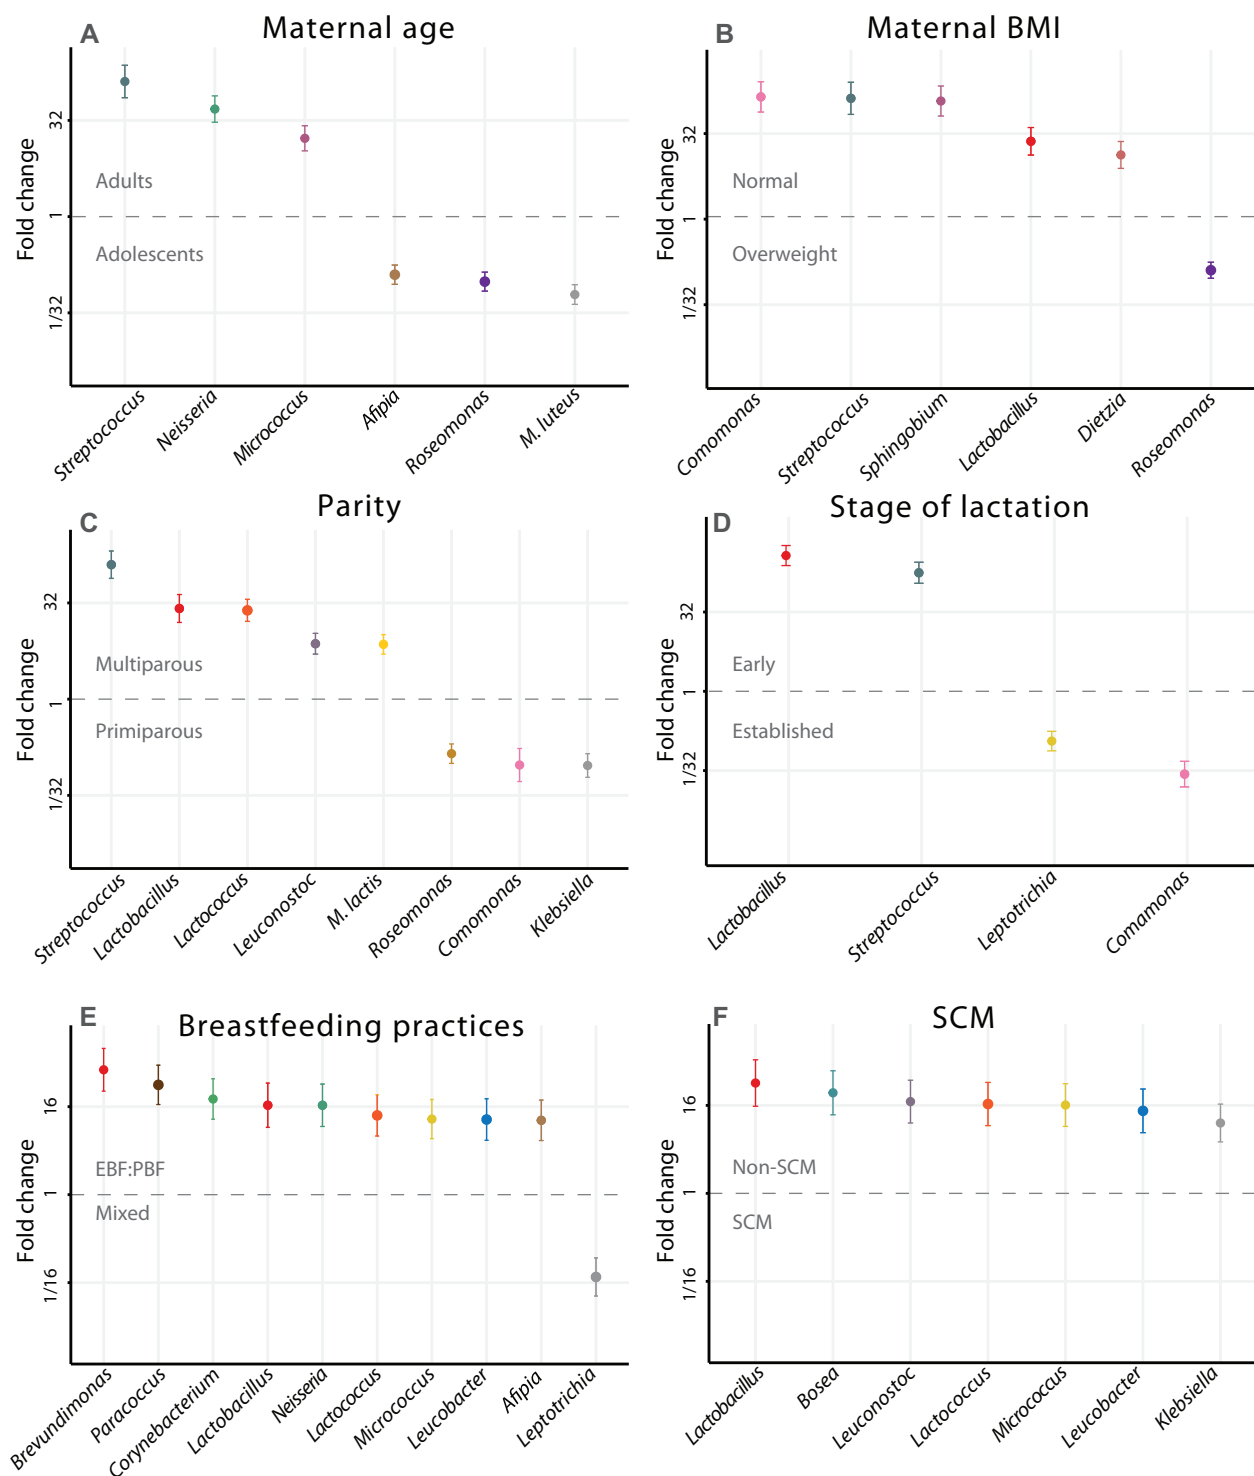 A
Maternal age
Fold change
32
1
1/32
Adults
Adolescents
Streptococcus
Neisseria
Micrococcus
Afipia
Roseomonas
M. luteus
B
Maternal BMI
Fold change
32
1
1/32
Normal
Overweight
Comomonas
Streptococcus
Sphingobium
Lactobacillus
Dietzia
Roseomonas
C
Parity
Fold change
32
1
1/32
Multiparous
Primiparous
Streptococcus
Lactobacillus
Lactococcus
Leuconostoc
M. lactis
Roseomonas
Comomonas
Klebsiella
D
Stage of lactation
Fold change
32
1
1/32
Early
Established
Lactobacillus
Streptococcus
Leptotrichia
Comamonas
E
Breastfeeding practices
Fold change
16
1
1/16
EBF:PBF
Mixed
Brevundimonas
Paracoccus
Corynebacterium
Lactobacillus
Neisseria
Lactococcus
Micrococcus
Leucobacter
Afipia
Leptotrichia
F
SCM
Fold change
16
1
1/16
Non-SCM
SCM
Lactobacillus
Bosea
Leuconostoc
Lactococcus
Micrococcus
Leucobacter
Klebsiella